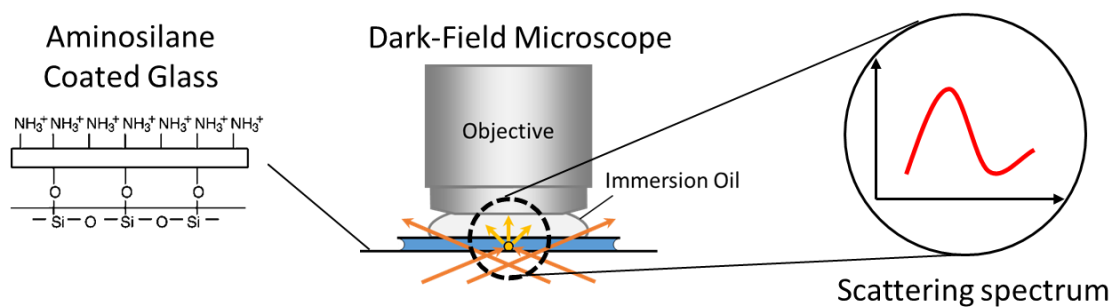 Aminosilane
Coated Glass
NH₃⁺ NH₃⁺ NH₃⁺ NH₃⁺ NH₃⁺ NH₃⁺ NH₃⁺
O O O
Si O Si O Si
Dark-Field Microscope
Objective
Immersion Oil
Scattering spectrum